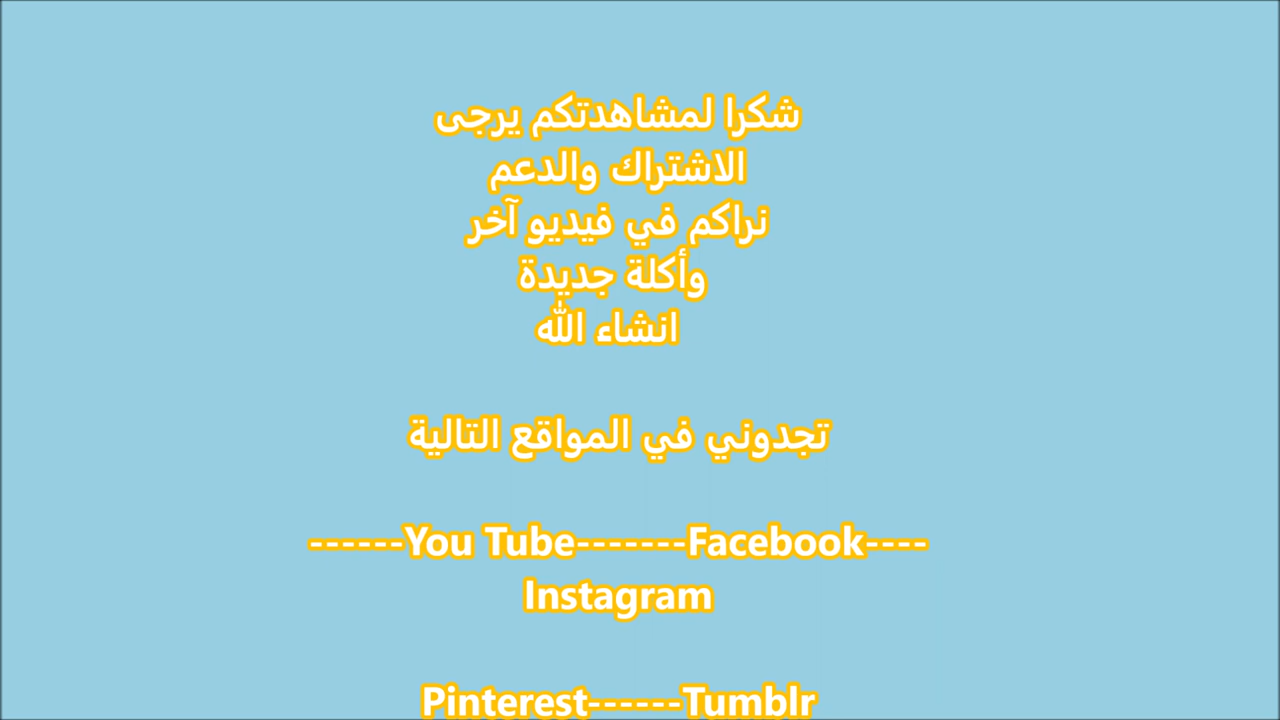 شكرا لمشاهدتكم يرجى
الاشتراك والدعم
نراكم في فيديو آخر
وأكلة جديدة
انشاء الله
تجدوني في المواقع التالية
------You Tube-------Facebook----
Instagram
Pinterest------Tumblr